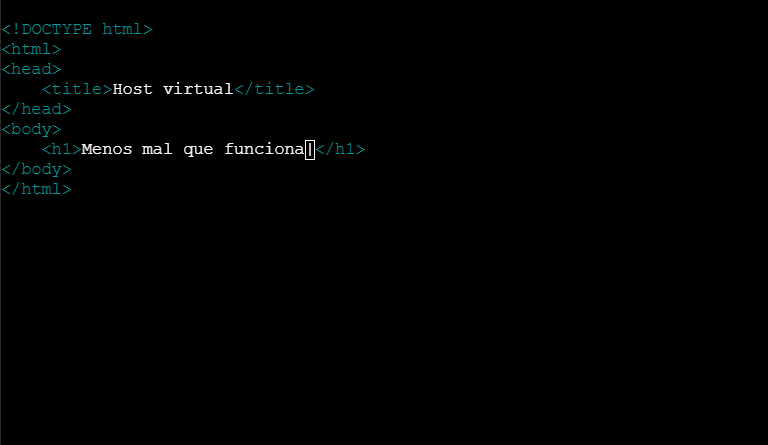 <!DOCTYPE html>
<html>
<head>
    <title>Host virtual</title>
</head>
<body>
    <h1>Menos mal que funciona|</h1>
</body>
</html>